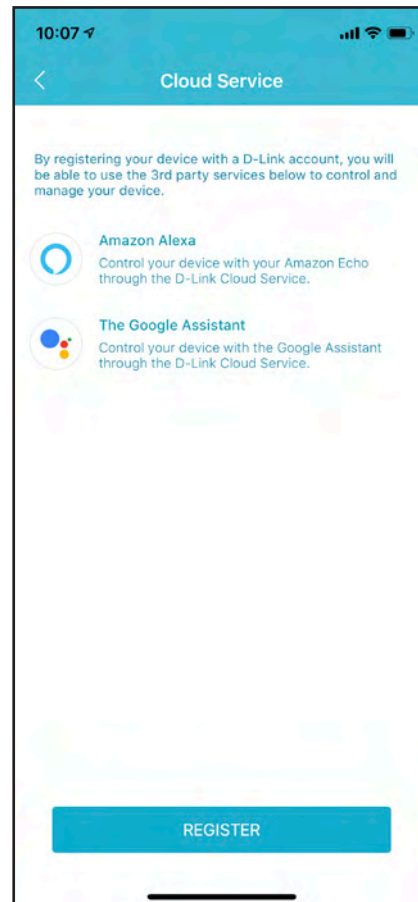 10:07
Cloud Service
By registering your device with a D-Link account, you will
be able to use the 3rd party services below to control and
manage your device.
Amazon Alexa
Control your device with your Amazon Echo
through the D-Link Cloud Service.
The Google Assistant
Control your device with the Google Assistant
through the D-Link Cloud Service.
REGISTER